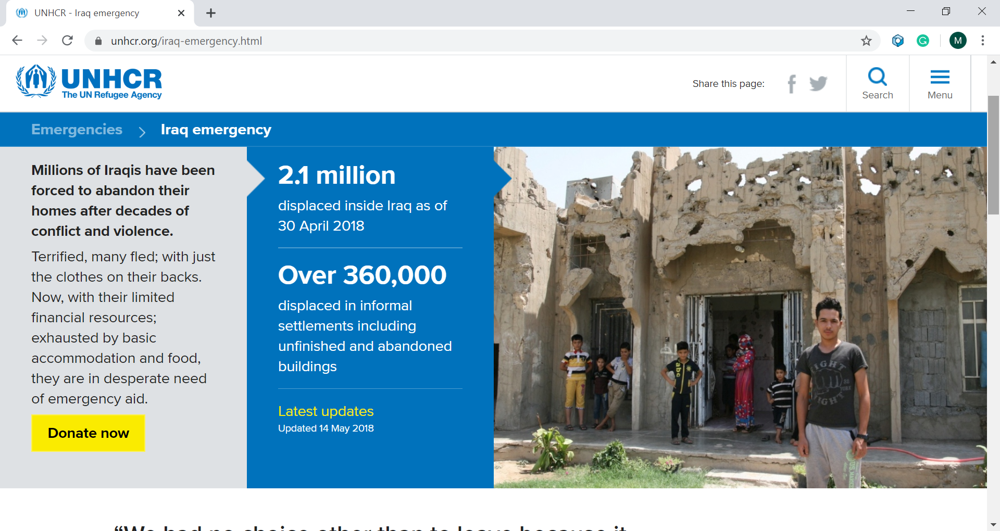 UNHCR - Iraq emergency
unhcr.org/iraq-emergency.html
M
UNHCR
The UN Refugee Agency
Share this page:
Search
Menu
Emergencies
Iraq emergency
Millions of Iraqis have been
forced to abandon their
homes after decades of
conflict and violence.
Terrified, many fled; with just
the clothes on their backs.
Now, with their limited
financial resources;
exhausted by basic
accommodation and food,
they are in desperate need
of emergency aid.
Donate now
2.1 million
displaced inside Iraq as of
30 April 2018
Over 360,000
displaced in informal
settlements including
unfinished and abandoned
buildings
Latest updates
Updated 14 May 2018
abc
FIGHT
“We had no choice other than to leave because it